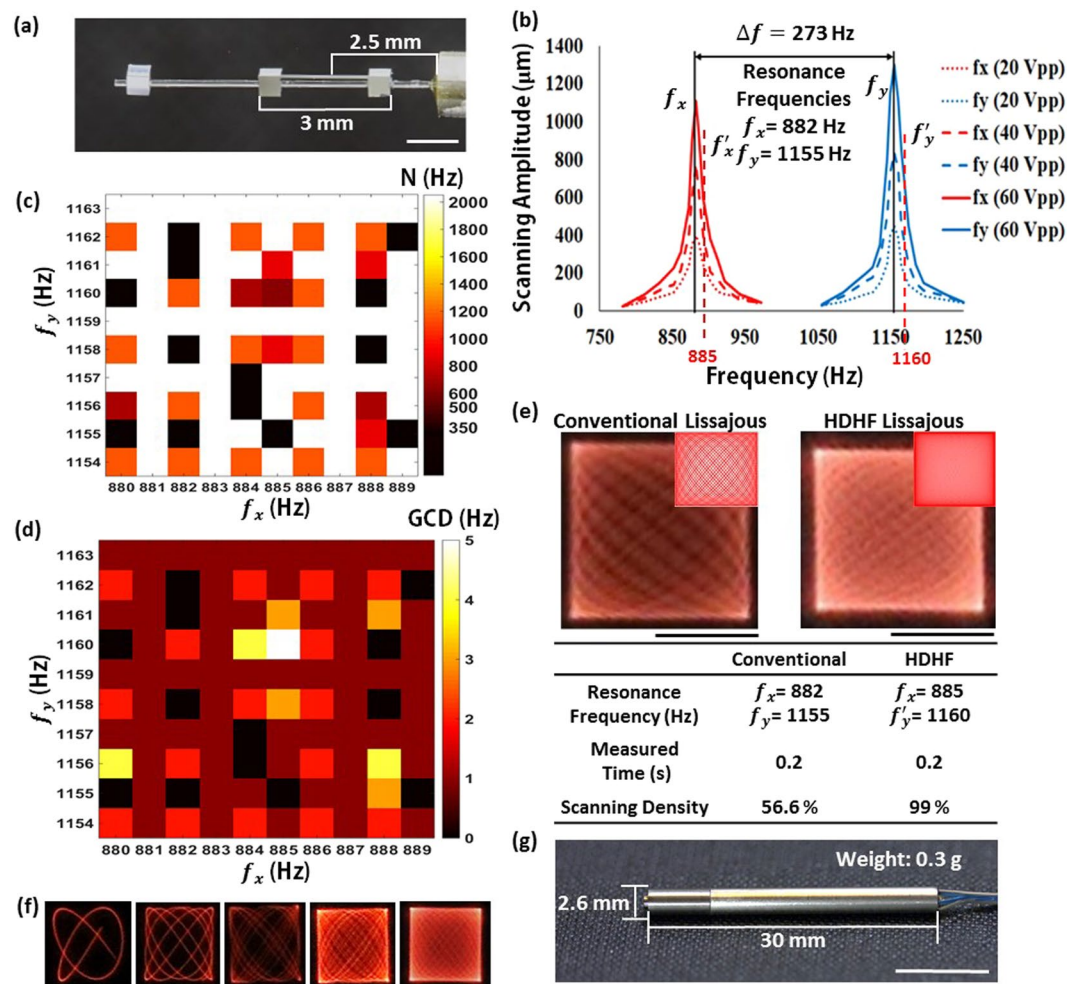 (a)
2.5 mm
3 mm
(b)
Δf = 273 Hz
Scanning Amplitude (μm)
1400
1200
1000
800
600
400
200
0
fx
fy
Resonance
Frequencies
fx= 882 Hz
fy= 1155 Hz
f′x
f′y
fx (20 Vpp)
fy (20 Vpp)
fx (40 Vpp)
fy (40 Vpp)
fx (60 Vpp)
fy (60 Vpp)
750 850 950 1050 1150 1250
885
1160
Frequency (Hz)
(c)
N (Hz)
fy (Hz)
1163
1162
1161
1160
1159
1158
1157
1156
1155
1154
880 881 882 883 884 885 886 887 888 889
fx (Hz)
2000
1800
1600
1400
1200
1000
800
600
500
350
(d)
GCD (Hz)
fy (Hz)
1163
1162
1161
1160
1159
1158
1157
1156
1155
1154
880 881 882 883 884 885 886 887 888 889
fx (Hz)
5
4
3
2
1
0
(e)
Conventional Lissajous
HDHF Lissajous
Conventional HDHF
Resonance
Frequency (Hz)
fx= 882
fy= 1155
fx= 885
f′y= 1160
Measured
Time (s)
0.2 0.2
Scanning Density 56.6 % 99 %
(f)
(g)
Weight: 0.3 g
2.6 mm
30 mm